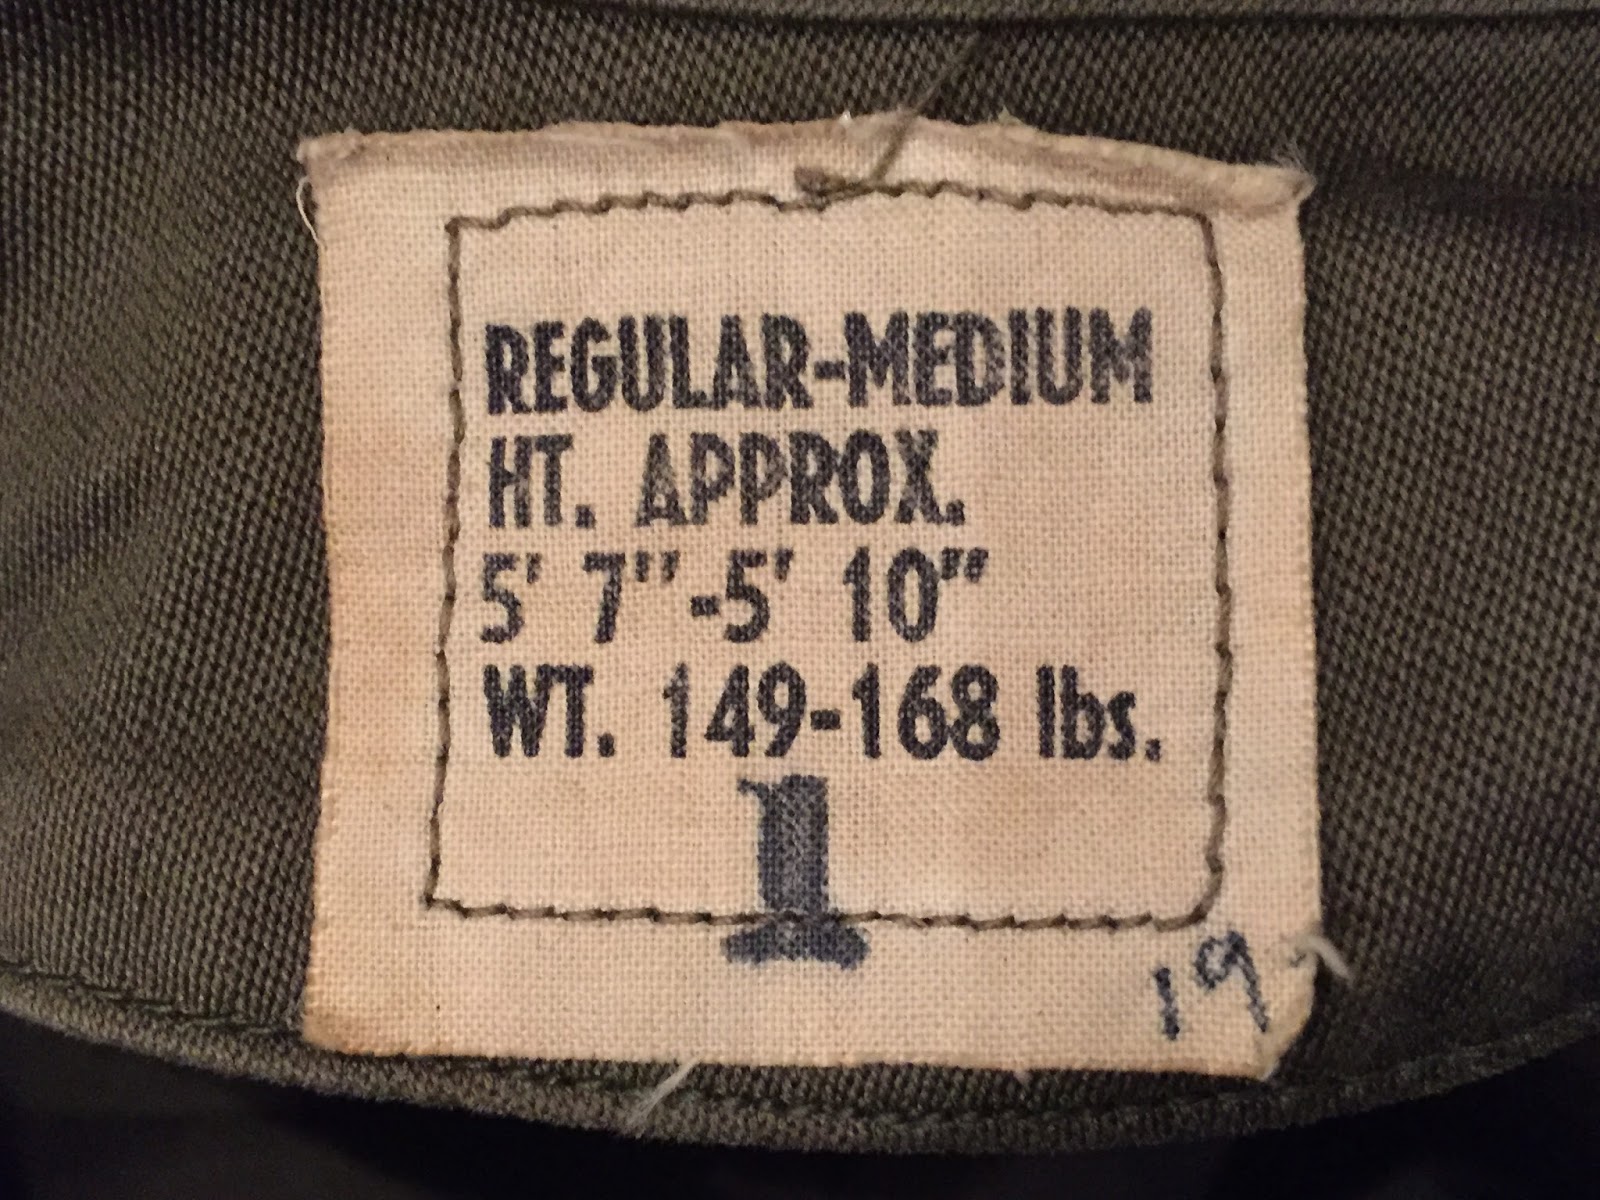 REGULAR-MEDIUM
HT. APPROX.
5' 7"-5' 10"
WT. 149-168 lbs.
1
19